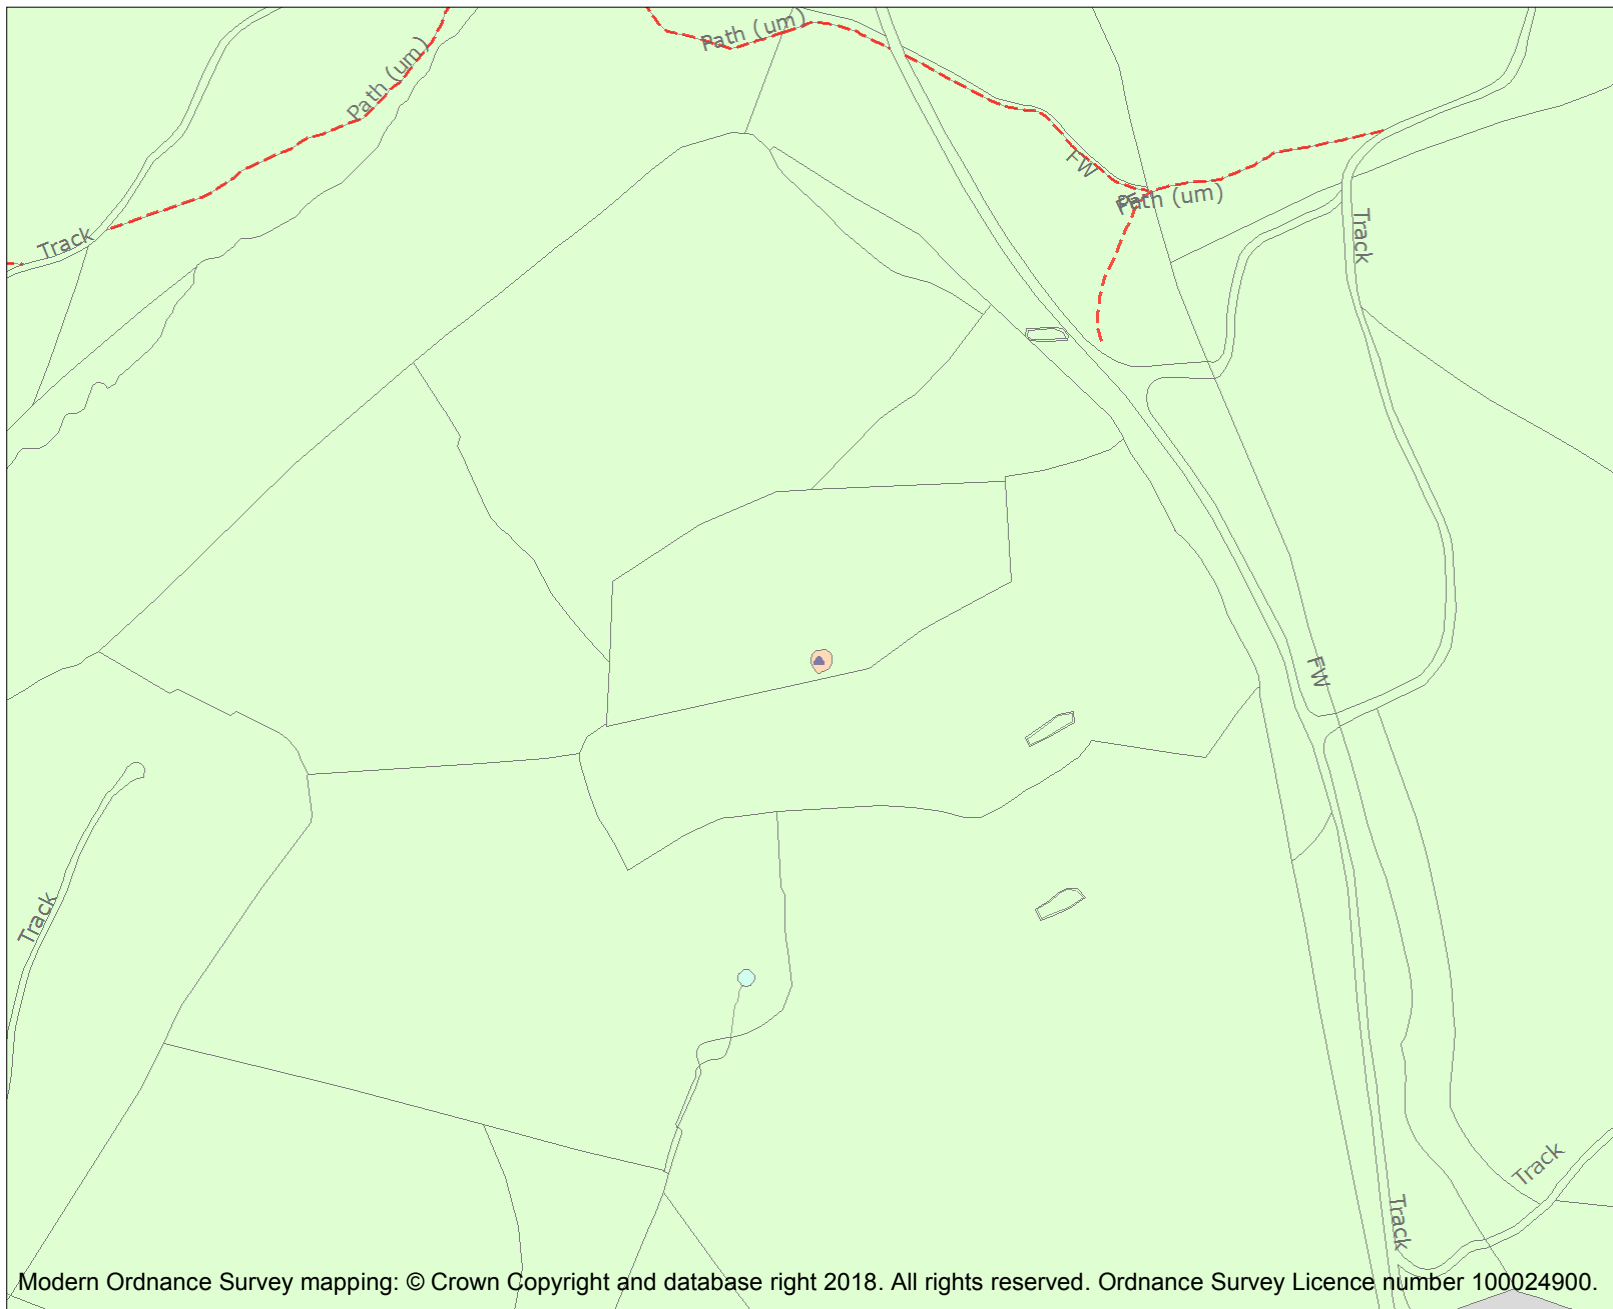 Path (um)
Path (um)
FW
Path (um)
Track
Track
FW
Track
Track
Track
Modern Ordnance Survey mapping: © Crown Copyright and database right 2018. All rights reserved. Ordnance Survey Licence number 100024900.